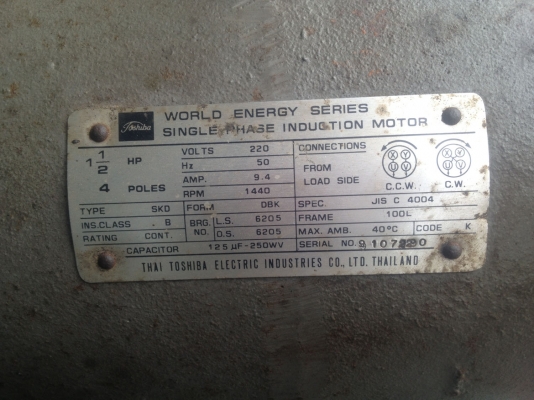 Toshiba
WORLD ENERGY SERIES
SINGLE PHASE INDUCTION MOTOR
1 1/2 HP
4 POLES
VOLTS 220
Hz 50
AMP. 9.4
RPM 1440
CONNECTIONS
FROM
LOAD SIDE
X Y
U V
C.C.W.
C.W.
TYPE SKD FORM DBK SPEC. JIS C 4004
INS.CLASS B BRG. L.S. 6205 FRAME 100L
RATING CONT. NO. O.S. 6205 MAX. AMB. 40°C CODE K
CAPACITOR 125 µF-250WV SERIAL NO.
THAI TOSHIBA ELECTRIC INDUSTRIES CO., LTD. THAILAND